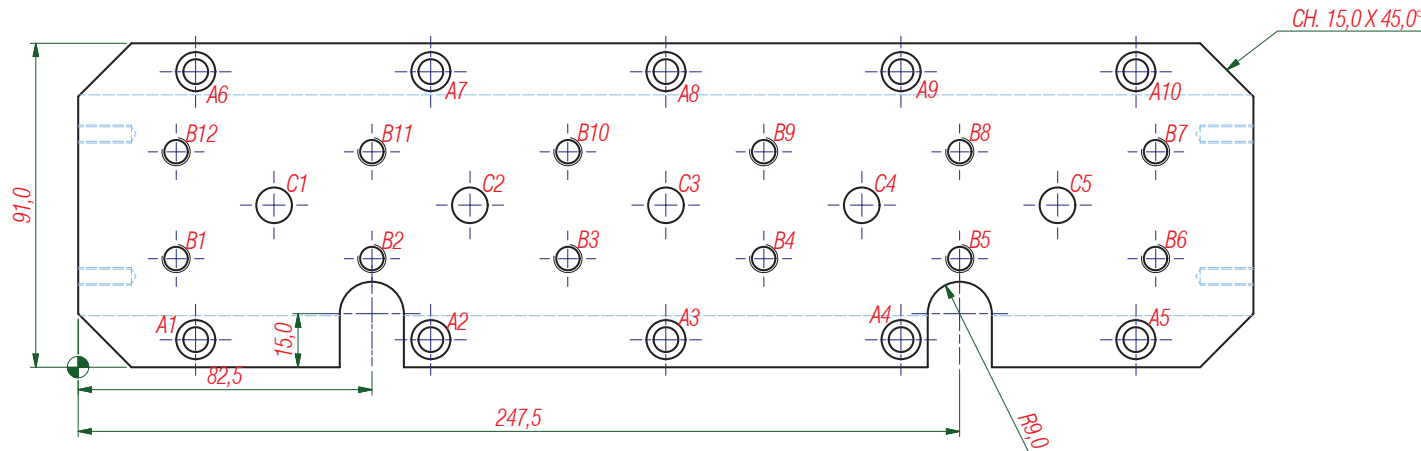 CH. 15,0 X 45,0°
A6
A7
A8
A9
A10
B12
B11
B10
B9
B8
B7
C1
C2
C3
C4
C5
91,0
B1
B2
B3
B4
B5
B6
A1
15,0
A2
A3
A4
A5
82,5
247,5
R9,0